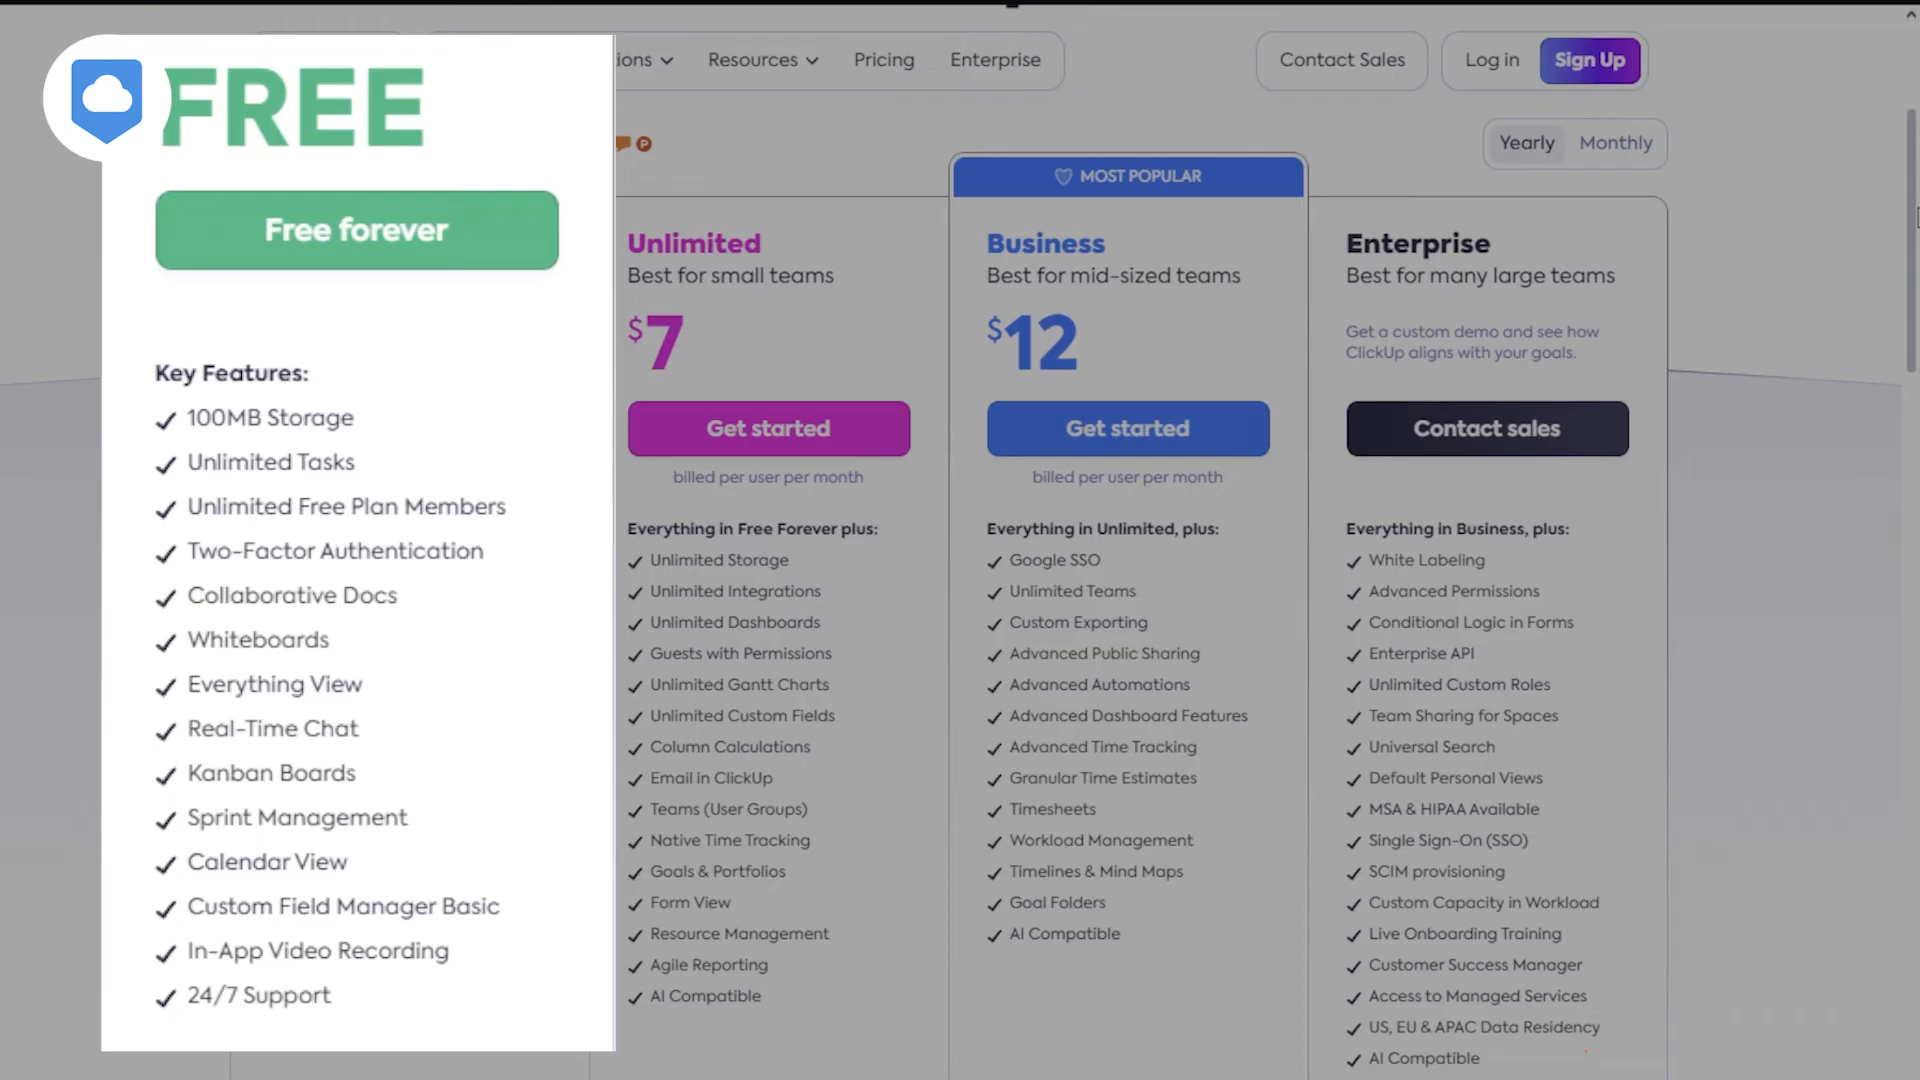 ions
Resources
Pricing
Enterprise
Contact Sales
Log in
Sign Up
Yearly
Monthly
FREE
Free forever
Key Features:
100MB Storage
Unlimited Tasks
Unlimited Free Plan Members
Two-Factor Authentication
Collaborative Docs
Whiteboards
Everything View
Real-Time Chat
Kanban Boards
Sprint Management
Calendar View
Custom Field Manager Basic
In-App Video Recording
24/7 Support
P
Unlimited
Best for small teams
$7
Get started
billed per user per month
Everything in Free Forever plus:
Unlimited Storage
Unlimited Integrations
Unlimited Dashboards
Guests with Permissions
Unlimited Gantt Charts
Unlimited Custom Fields
Column Calculations
Email in ClickUp
Teams (User Groups)
Native Time Tracking
Goals & Portfolios
Form View
Resource Management
Agile Reporting
AI Compatible
MOST POPULAR
Business
Best for mid-sized teams
$12
Get started
billed per user per month
Everything in Unlimited, plus:
Google SSO
Unlimited Teams
Custom Exporting
Advanced Public Sharing
Advanced Automations
Advanced Dashboard Features
Advanced Time Tracking
Granular Time Estimates
Timesheets
Workload Management
Timelines & Mind Maps
Goal Folders
AI Compatible
Enterprise
Best for many large teams
Get a custom demo and see how
ClickUp aligns with your goals.
Contact sales
Everything in Business, plus:
White Labeling
Advanced Permissions
Conditional Logic in Forms
Enterprise API
Unlimited Custom Roles
Team Sharing for Spaces
Universal Search
Default Personal Views
MSA & HIPAA Available
Single Sign-On (SSO)
SCIM provisioning
Custom Capacity in Workload
Live Onboarding Training
Customer Success Manager
Access to Managed Services
US, EU & APAC Data Residency
AI Compatible